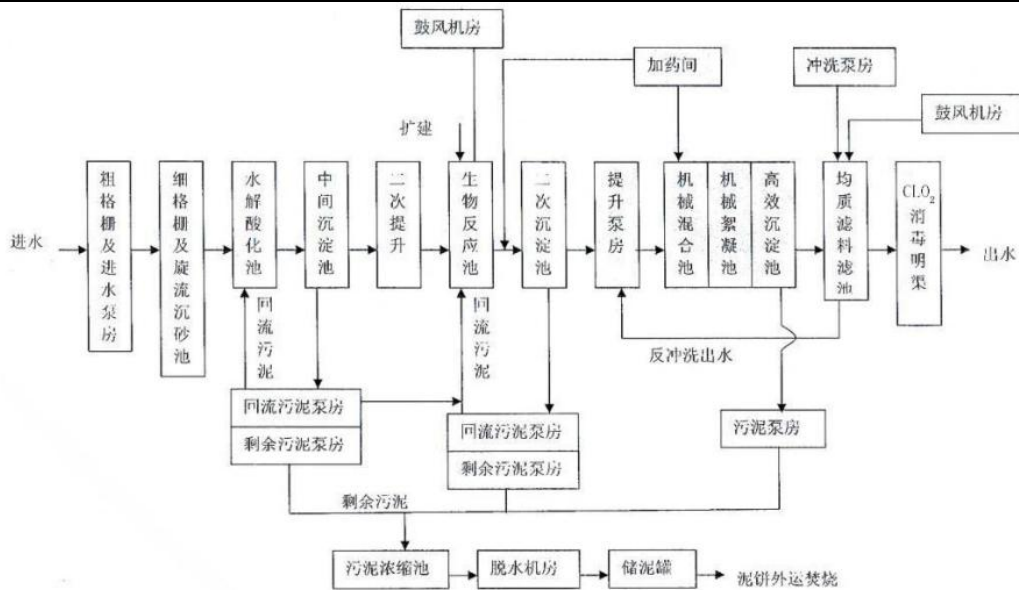 鼓风机房
加药间
冲洗泵房
鼓风机房
扩建
进水
粗格栅及进水泵房
细格栅及旋流沉砂池
水解酸化池
中间沉淀池
二次提升
生物反应池
二次沉淀池
提升泵房
机械混合池
机械絮凝池
高效沉淀池
均质滤料滤池
CLO₂消毒明渠
出水
回流污泥
回流污泥
反冲洗出水
回流污泥泵房
剩余污泥泵房
回流污泥泵房
剩余污泥泵房
污泥泵房
剩余污泥
污泥浓缩池
脱水机房
储泥罐
泥饼外运焚烧